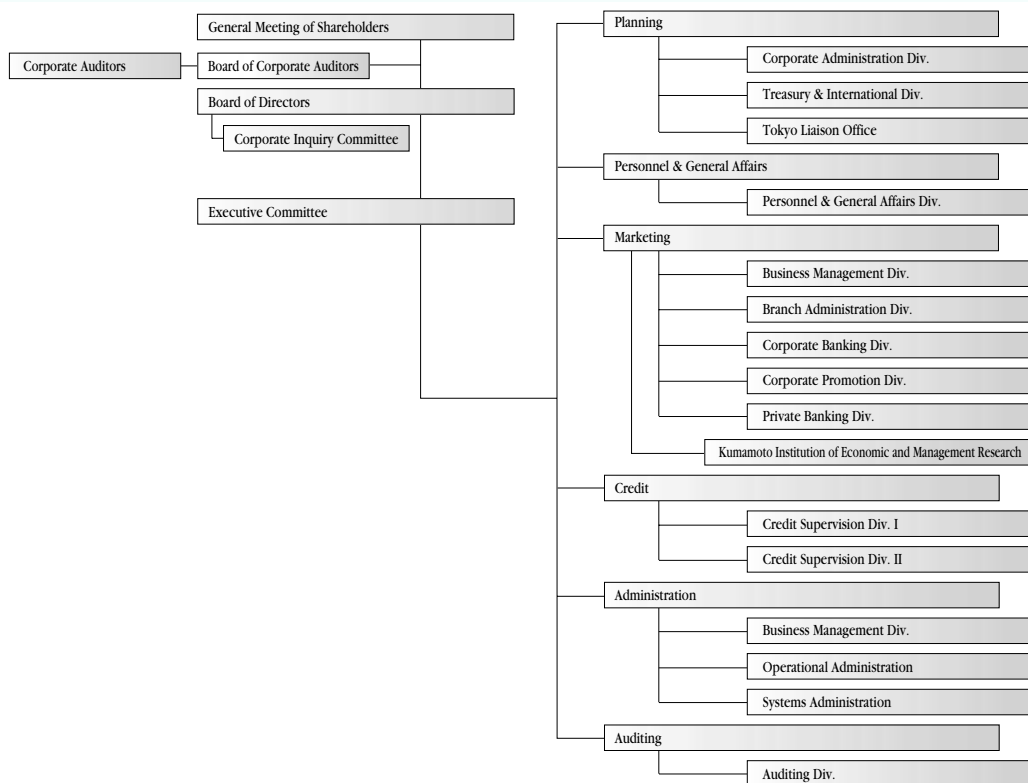 General Meeting of Shareholders
Corporate Auditors
Board of Corporate Auditors
Board of Directors
Corporate Inquiry Committee
Executive Committee
Planning
Corporate Administration Div.
Treasury & International Div.
Tokyo Liaison Office
Personnel & General Affairs
Personnel & General Affairs Div.
Marketing
Business Management Div.
Branch Administration Div.
Corporate Banking Div.
Corporate Promotion Div.
Private Banking Div.
Kumamoto Institution of Economic and Management Research
Credit
Credit Supervision Div. I
Credit Supervision Div. II
Administration
Business Management Div.
Operational Administration
Systems Administration
Auditing
Auditing Div.